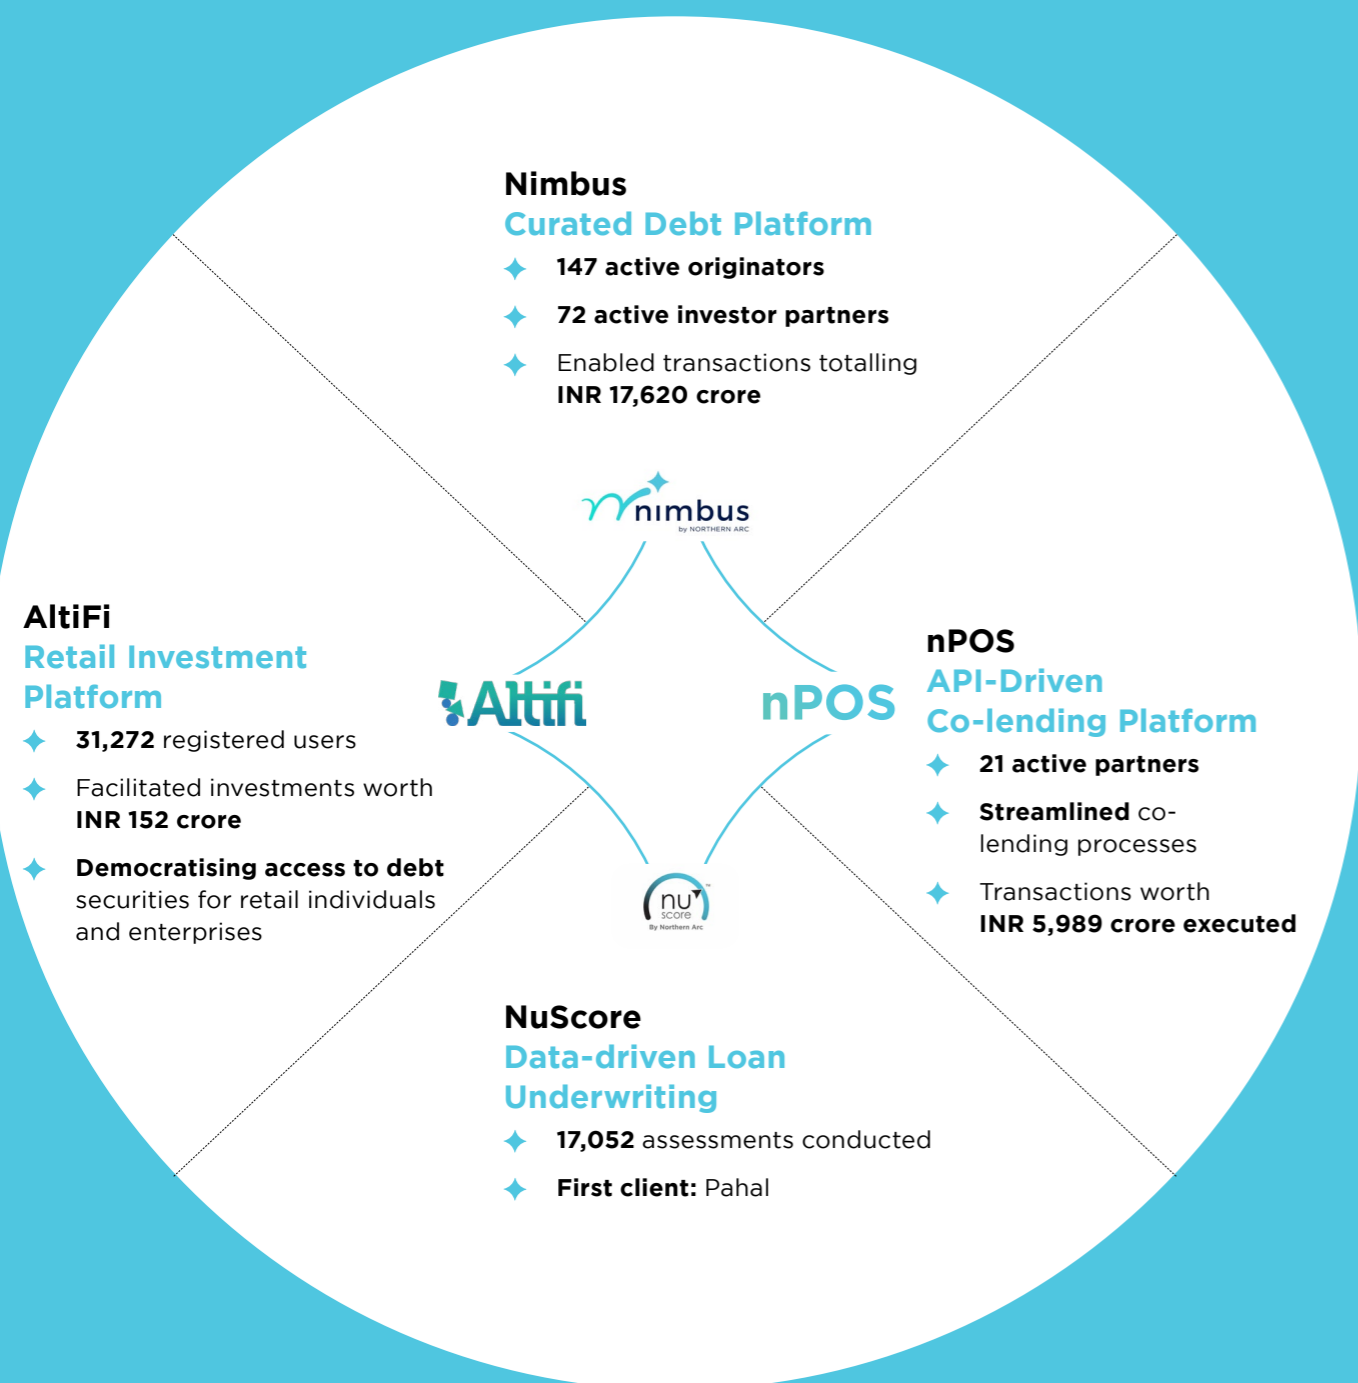 Nimbus
Curated Debt Platform
147 active originators
72 active investor partners
Enabled transactions totalling
INR 17,620 crore
nimbus
by NORTHERN ARC
AltiFi
Retail Investment
Platform
31,272 registered users
Facilitated investments worth
INR 152 crore
Democratising access to debt
securities for retail individuals
and enterprises
Altifi
nPOS
nPOS
API-Driven
Co-lending Platform
21 active partners
Streamlined co-
lending processes
Transactions worth
INR 5,989 crore executed
nu™
score
By Northern Arc
NuScore
Data-driven Loan
Underwriting
17,052 assessments conducted
First client: Pahal